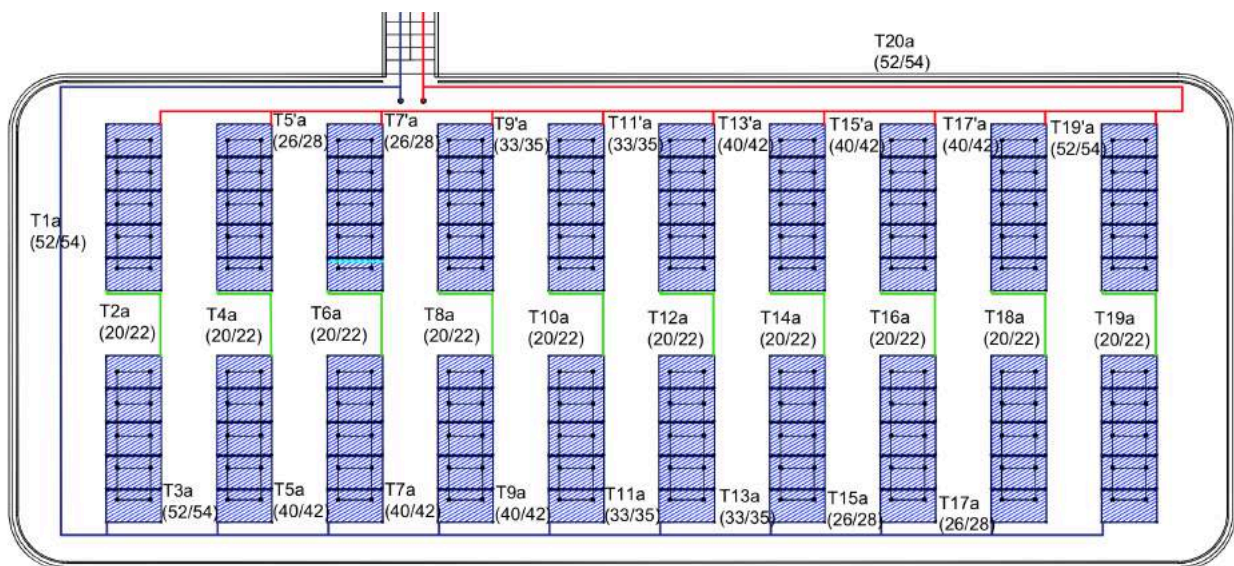 T20a
(52/54)
T5'a
(26/28)
T7'a
(26/28)
T9'a
(33/35)
T11'a
(33/35)
T13'a
(40/42)
T15'a
(40/42)
T17'a
(40/42)
T19'a
(52/54)
T1a
(52/54)
T2a
(20/22)
T4a
(20/22)
T6a
(20/22)
T8a
(20/22)
T10a
(20/22)
T12a
(20/22)
T14a
(20/22)
T16a
(20/22)
T18a
(20/22)
T19a
(20/22)
T3a
(52/54)
T5a
(40/42)
T7a
(40/42)
T9a
(40/42)
T11a
(33/35)
T13a
(33/35)
T15a
(26/28)
T17a
(26/28)